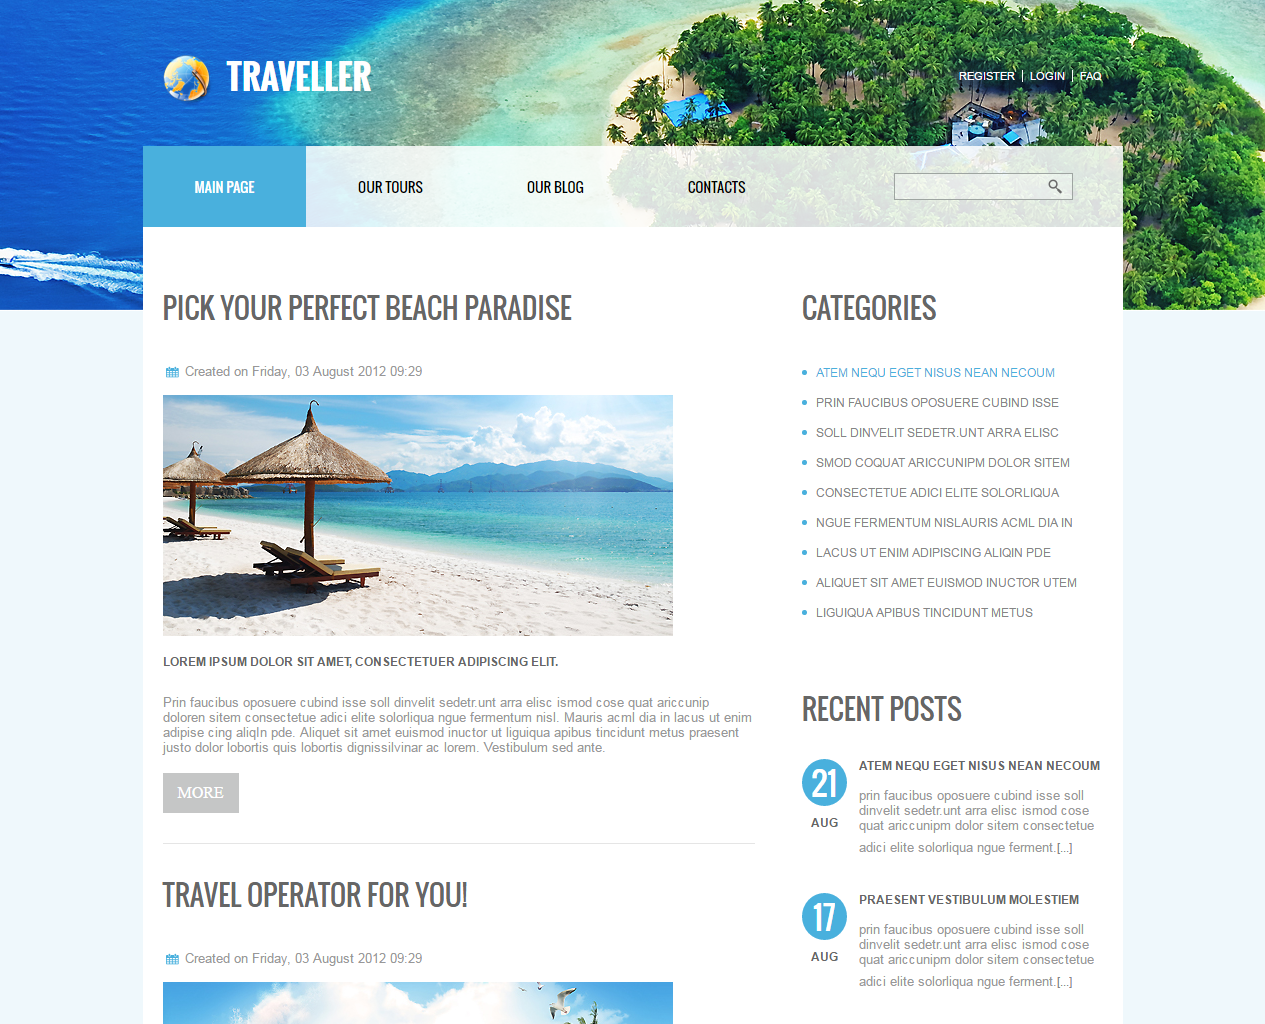 TRAVELLER
REGISTER | LOGIN | FAQ
MAIN PAGE
OUR TOURS
OUR BLOG
CONTACTS
PICK YOUR PERFECT BEACH PARADISE
Created on Friday, 03 August 2012 09:29
LOREM IPSUM DOLOR SIT AMET, CONSECTETUER ADIPISCING ELIT.
Prin faucibus oposuere cubind isse soll dinvelit sedetr.unt arra elisc ismod cose quat ariccunip
doloren sitem consectetue adici elite solorliqua ngue fermentum nisl. Mauris acml dia in lacus ut enim
adipise cing aliqIn pde. Aliquet sit amet euismod inuctor ut liguiqua apibus tincidunt metus praesent
justo dolor lobortis quis lobortis dignissilvinar ac lorem. Vestibulum sed ante.
MORE
TRAVEL OPERATOR FOR YOU!
Created on Friday, 03 August 2012 09:29
CATEGORIES
ATEM NEQU EGET NISUS NEAN NECOUM
PRIN FAUCIBUS OPOSUERE CUBIND ISSE
SOLL DINVELIT SEDETR.UNT ARRA ELISC
SMOD COQUAT ARICCUNIPM DOLOR SITEM
CONSECTETUE ADICI ELITE SOLORLIQUA
NGUE FERMENTUM NISLAURIS ACML DIA IN
LACUS UT ENIM ADIPISCING ALIQIN PDE
ALIQUET SIT AMET EUISMOD INUCTOR UTEM
LIGUIQUA APIBUS TINCIDUNT METUS
RECENT POSTS
21
AUG
ATEM NEQU EGET NISUS NEAN NECOUM
prin faucibus oposuere cubind isse soll
dinvelit sedetr.unt arra elisc ismod cose
quat ariccunipm dolor sitem consectetue
adici elite solorliqua ngue ferment.[...]
17
AUG
PRAESENT VESTIBULUM MOLESTIEM
prin faucibus oposuere cubind isse soll
dinvelit sedetr.unt arra elisc ismod cose
quat ariccunipm dolor sitem consectetue
adici elite solorliqua ngue ferment.[...]